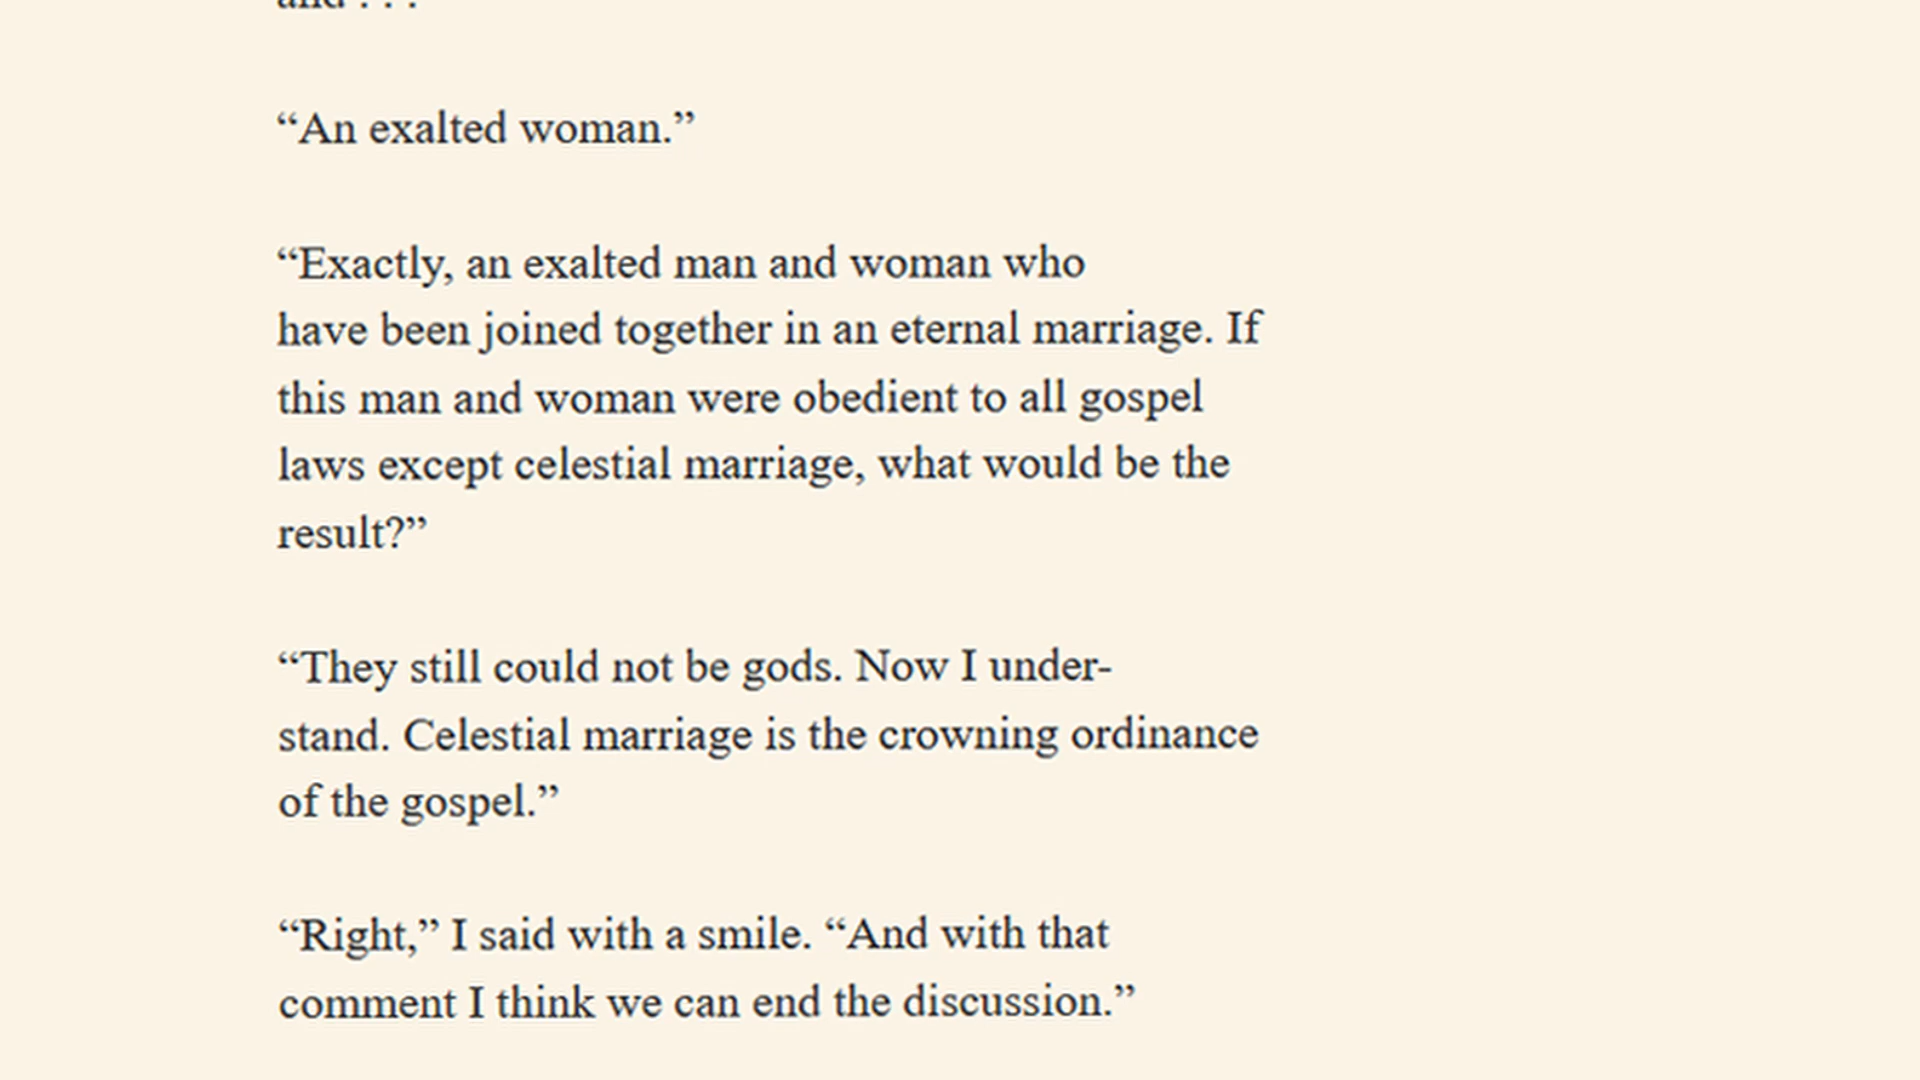 and . . .
“An exalted woman.”
“Exactly, an exalted man and woman who
have been joined together in an eternal marriage. If
this man and woman were obedient to all gospel
laws except celestial marriage, what would be the
result?”
“They still could not be gods. Now I under-
stand. Celestial marriage is the crowning ordinance
of the gospel.”
“Right,” I said with a smile. “And with that
comment I think we can end the discussion.”